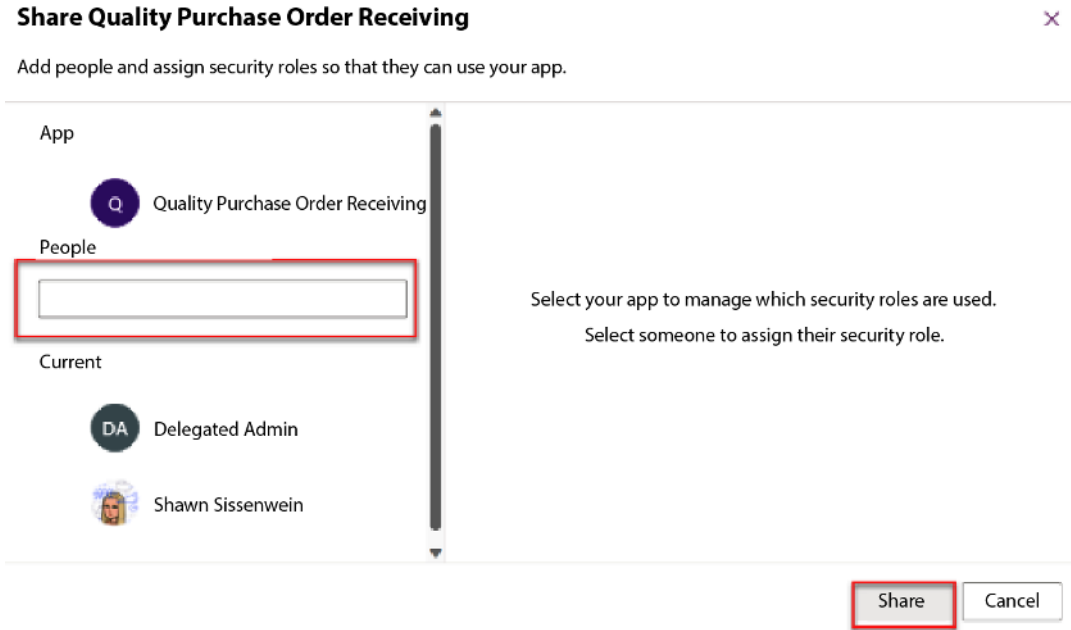 Share Quality Purchase Order Receiving
Add people and assign security roles so that they can use your app.
App
Q
Quality Purchase Order Receiving
People
Select your app to manage which security roles are used.
Select someone to assign their security role.
Current
DA
Delegated Admin
Shawn Sissenwein
Share
Cancel